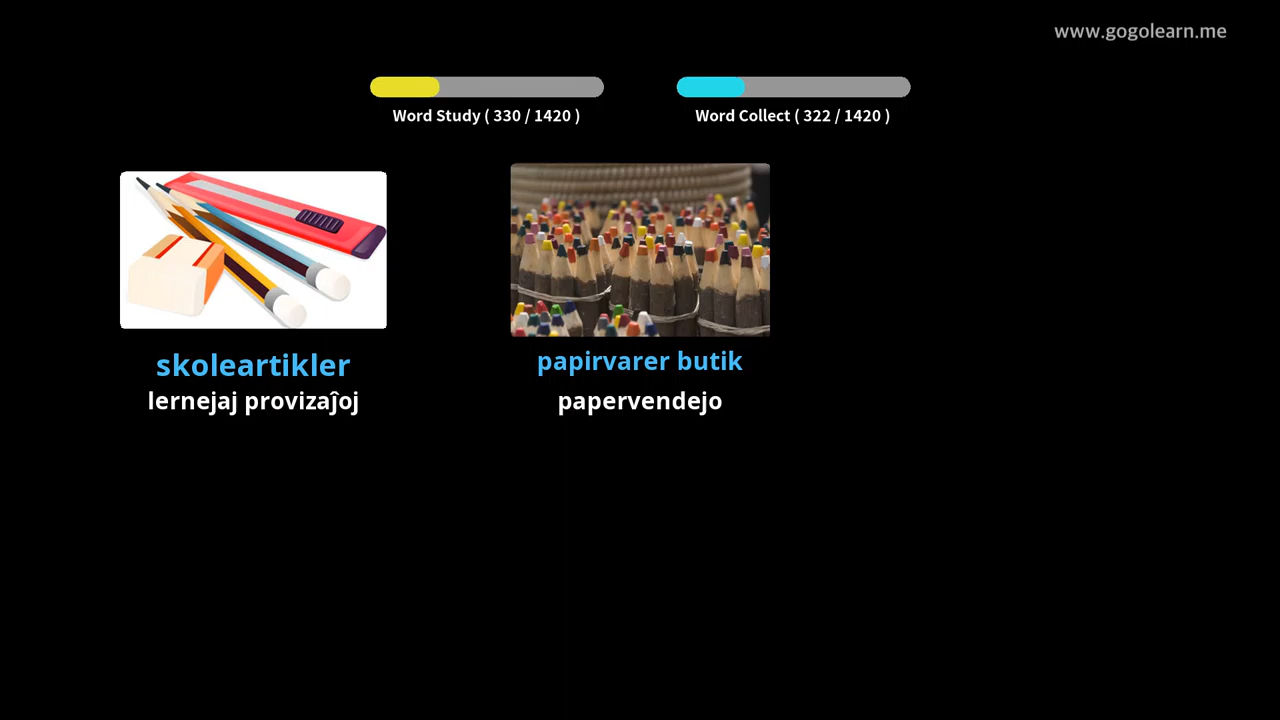 www.gogolearn.me
Word Study ( 330 / 1420 )
Word Collect ( 322 / 1420 )
skoleartikler
lernejaj provizaĵoj
papirvarer butik
papervendejo